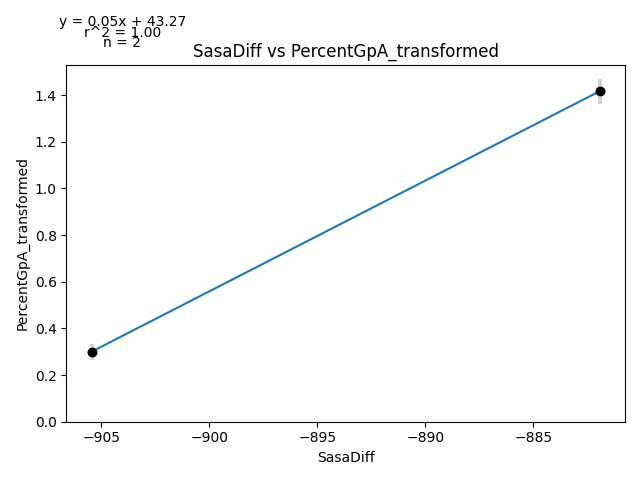 y = 0.05x + 43.27
r^2 = 1.00
n = 2
SasaDiff vs PercentGpA_transformed
PercentGpA_transformed
1.4
1.2
1.0
0.8
0.6
0.4
0.2
0.0
−905 −900 −895 −890 −885
SasaDiff